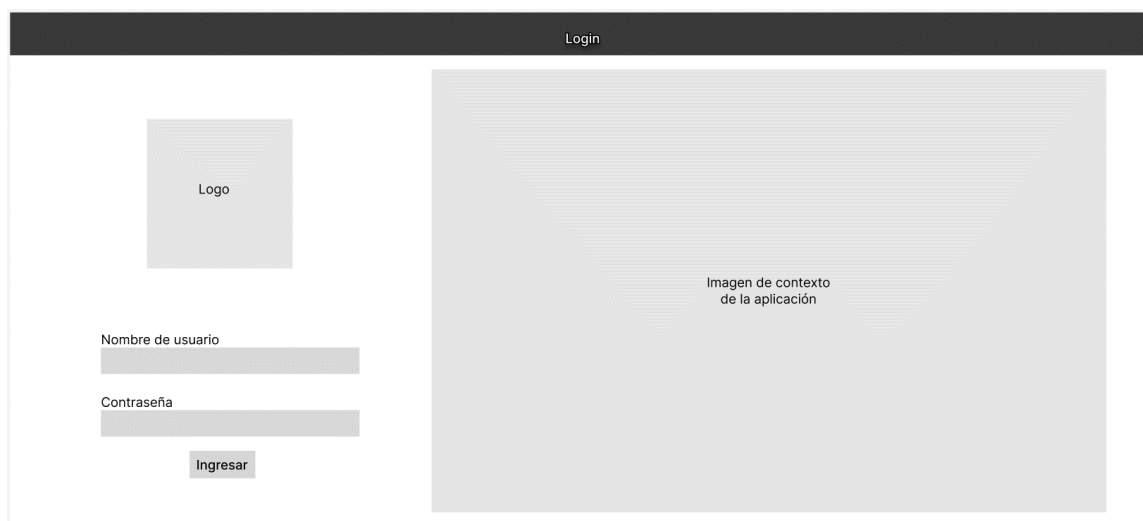 Login
Logo
Imagen de contexto
de la aplicación
Nombre de usuario
Contraseña
Ingresar